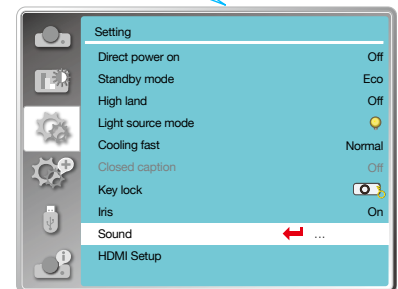 Setting
Direct power on Off
Standby mode Eco
High land Off
Light source mode
Cooling fast Normal
Closed caption Off
Key lock
Iris On
Sound ...
HDMI Setup